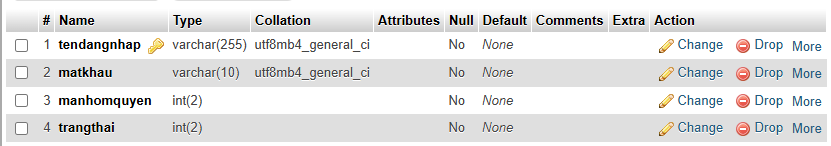 # Name Type Collation Attributes Null Default Comments Extra Action
1 tendangnhap varchar(255) utf8mb4_general_ci No None Change Drop More
2 matkhau varchar(10) utf8mb4_general_ci No None Change Drop More
3 manhomquyen int(2) No None Change Drop More
4 trangthai int(2) No None Change Drop More